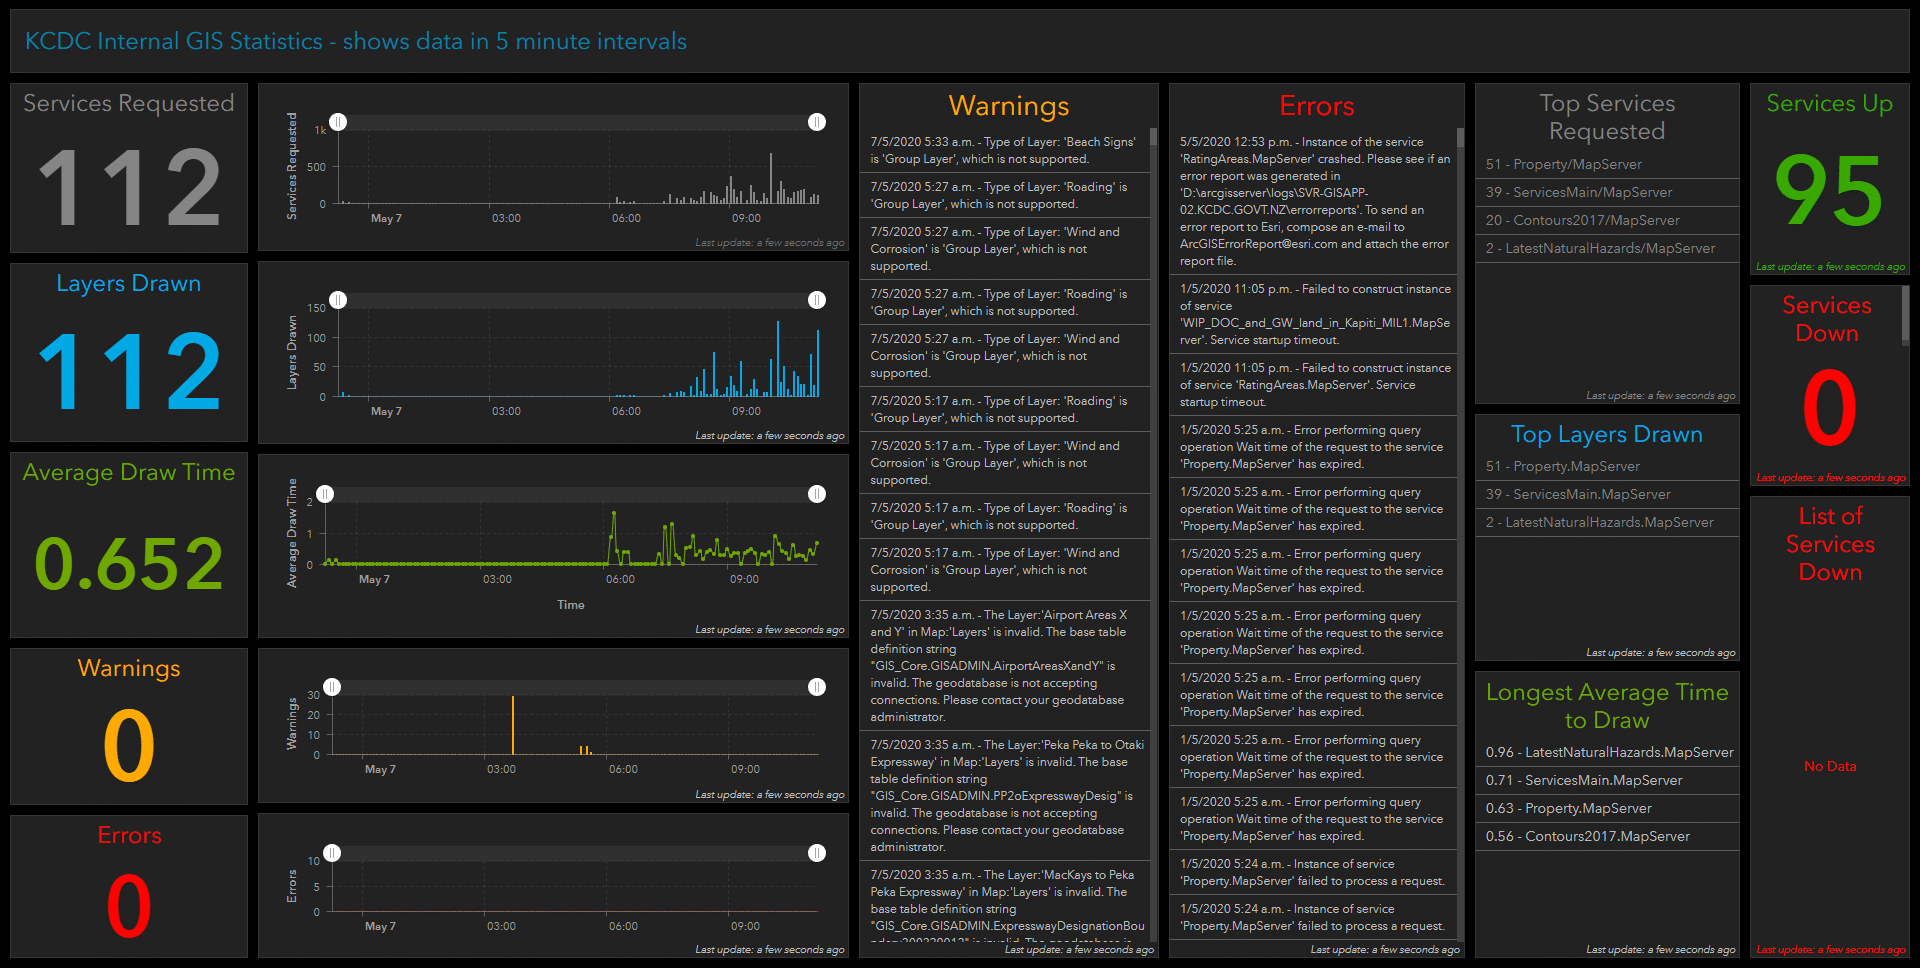 KCDC Internal GIS Statistics - shows data in 5 minute intervals
Services Requested
112
Layers Drawn
112
Average Draw Time
0.652
Warnings
0
Errors
0
Services Requested
1k
500
0
May 7
03:00
06:00
09:00
Last update: a few seconds ago
Layers Drawn
150
100
50
0
May 7
03:00
06:00
09:00
Last update: a few seconds ago
Average Draw Time
2
1
0
May 7
03:00
06:00
09:00
Time
Last update: a few seconds ago
Warnings
30
20
10
0
May 7
03:00
06:00
09:00
Last update: a few seconds ago
Errors
10
5
0
May 7
03:00
06:00
09:00
Last update: a few seconds ago
Warnings
7/5/2020 5:33 a.m. - Type of Layer: 'Beach Signs'
is 'Group Layer', which is not supported.
7/5/2020 5:27 a.m. - Type of Layer: 'Roading' is
'Group Layer', which is not supported.
7/5/2020 5:27 a.m. - Type of Layer: 'Wind and
Corrosion' is 'Group Layer', which is not
supported.
7/5/2020 5:27 a.m. - Type of Layer: 'Roading' is
'Group Layer', which is not supported.
7/5/2020 5:27 a.m. - Type of Layer: 'Wind and
Corrosion' is 'Group Layer', which is not
supported.
7/5/2020 5:17 a.m. - Type of Layer: 'Roading' is
'Group Layer', which is not supported.
7/5/2020 5:17 a.m. - Type of Layer: 'Wind and
Corrosion' is 'Group Layer', which is not
supported.
7/5/2020 5:17 a.m. - Type of Layer: 'Roading' is
'Group Layer', which is not supported.
7/5/2020 5:17 a.m. - Type of Layer: 'Wind and
Corrosion' is 'Group Layer', which is not
supported.
7/5/2020 3:35 a.m. - The Layer:'Airport Areas X
and Y' in Map:'Layers' is invalid. The base table
definition string
"GIS_Core.GISADMIN.AirportAreasXandY" is
invalid. The geodatabase is not accepting
connections. Please contact your geodatabase
administrator.
7/5/2020 3:35 a.m. - The Layer:'Peka Peka to Otaki
Expressway' in Map:'Layers' is invalid. The base
table definition string
"GIS_Core.GISADMIN.PP2oExpresswayDesig" is
invalid. The geodatabase is not accepting
connections. Please contact your geodatabase
administrator.
7/5/2020 3:35 a.m. - The Layer:'MacKays to Peka
Peka Expressway' in Map:'Layers' is invalid. The
base table definition string
"GIS_Core.GISADMIN.ExpresswayDesignationBou
Last update: a few seconds ago
Errors
5/5/2020 12:53 p.m. - Instance of the service
'RatingAreas.MapServer' crashed. Please see if an
error report was generated in
'D:\arcgisserver\logs\SVR-GISAPP-
02.KCDC.GOVT.NZ\errorreports'. To send an
error report to Esri, compose an e-mail to
ArcGISErrorReport@esri.com and attach the error
report file.
1/5/2020 11:05 p.m. - Failed to construct instance
of service
'WIP_DOC_and_GW_land_in_Kapiti_MIL1.MapSe
rver'. Service startup timeout.
1/5/2020 11:05 p.m. - Failed to construct instance
of service 'RatingAreas.MapServer'. Service
startup timeout.
1/5/2020 5:25 a.m. - Error performing query
operation Wait time of the request to the service
'Property.MapServer' has expired.
1/5/2020 5:25 a.m. - Error performing query
operation Wait time of the request to the service
'Property.MapServer' has expired.
1/5/2020 5:25 a.m. - Error performing query
operation Wait time of the request to the service
'Property.MapServer' has expired.
1/5/2020 5:25 a.m. - Error performing query
operation Wait time of the request to the service
'Property.MapServer' has expired.
1/5/2020 5:25 a.m. - Error performing query
operation Wait time of the request to the service
'Property.MapServer' has expired.
1/5/2020 5:25 a.m. - Error performing query
operation Wait time of the request to the service
'Property.MapServer' has expired.
1/5/2020 5:25 a.m. - Error performing query
operation Wait time of the request to the service
'Property.MapServer' has expired.
1/5/2020 5:24 a.m. - Instance of service
'Property.MapServer' failed to process a request.
1/5/2020 5:24 a.m. - Instance of service
'Property.MapServer' failed to process a request.
Last update: a few seconds ago
Top Services
Requested
51 - Property/MapServer
39 - ServicesMain/MapServer
20 - Contours2017/MapServer
2 - LatestNaturalHazards/MapServer
Last update: a few seconds ago
Top Layers Drawn
51 - Property.MapServer
39 - ServicesMain.MapServer
2 - LatestNaturalHazards.MapServer
Last update: a few seconds ago
Longest Average Time
to Draw
0.96 - LatestNaturalHazards.MapServer
0.71 - ServicesMain.MapServer
0.63 - Property.MapServer
0.56 - Contours2017.MapServer
Last update: a few seconds ago
Services Up
95
Last update: a few seconds ago
Services
Down
0
Last update: a few seconds ago
List of
Services
Down
No Data
Last update: a few seconds ago